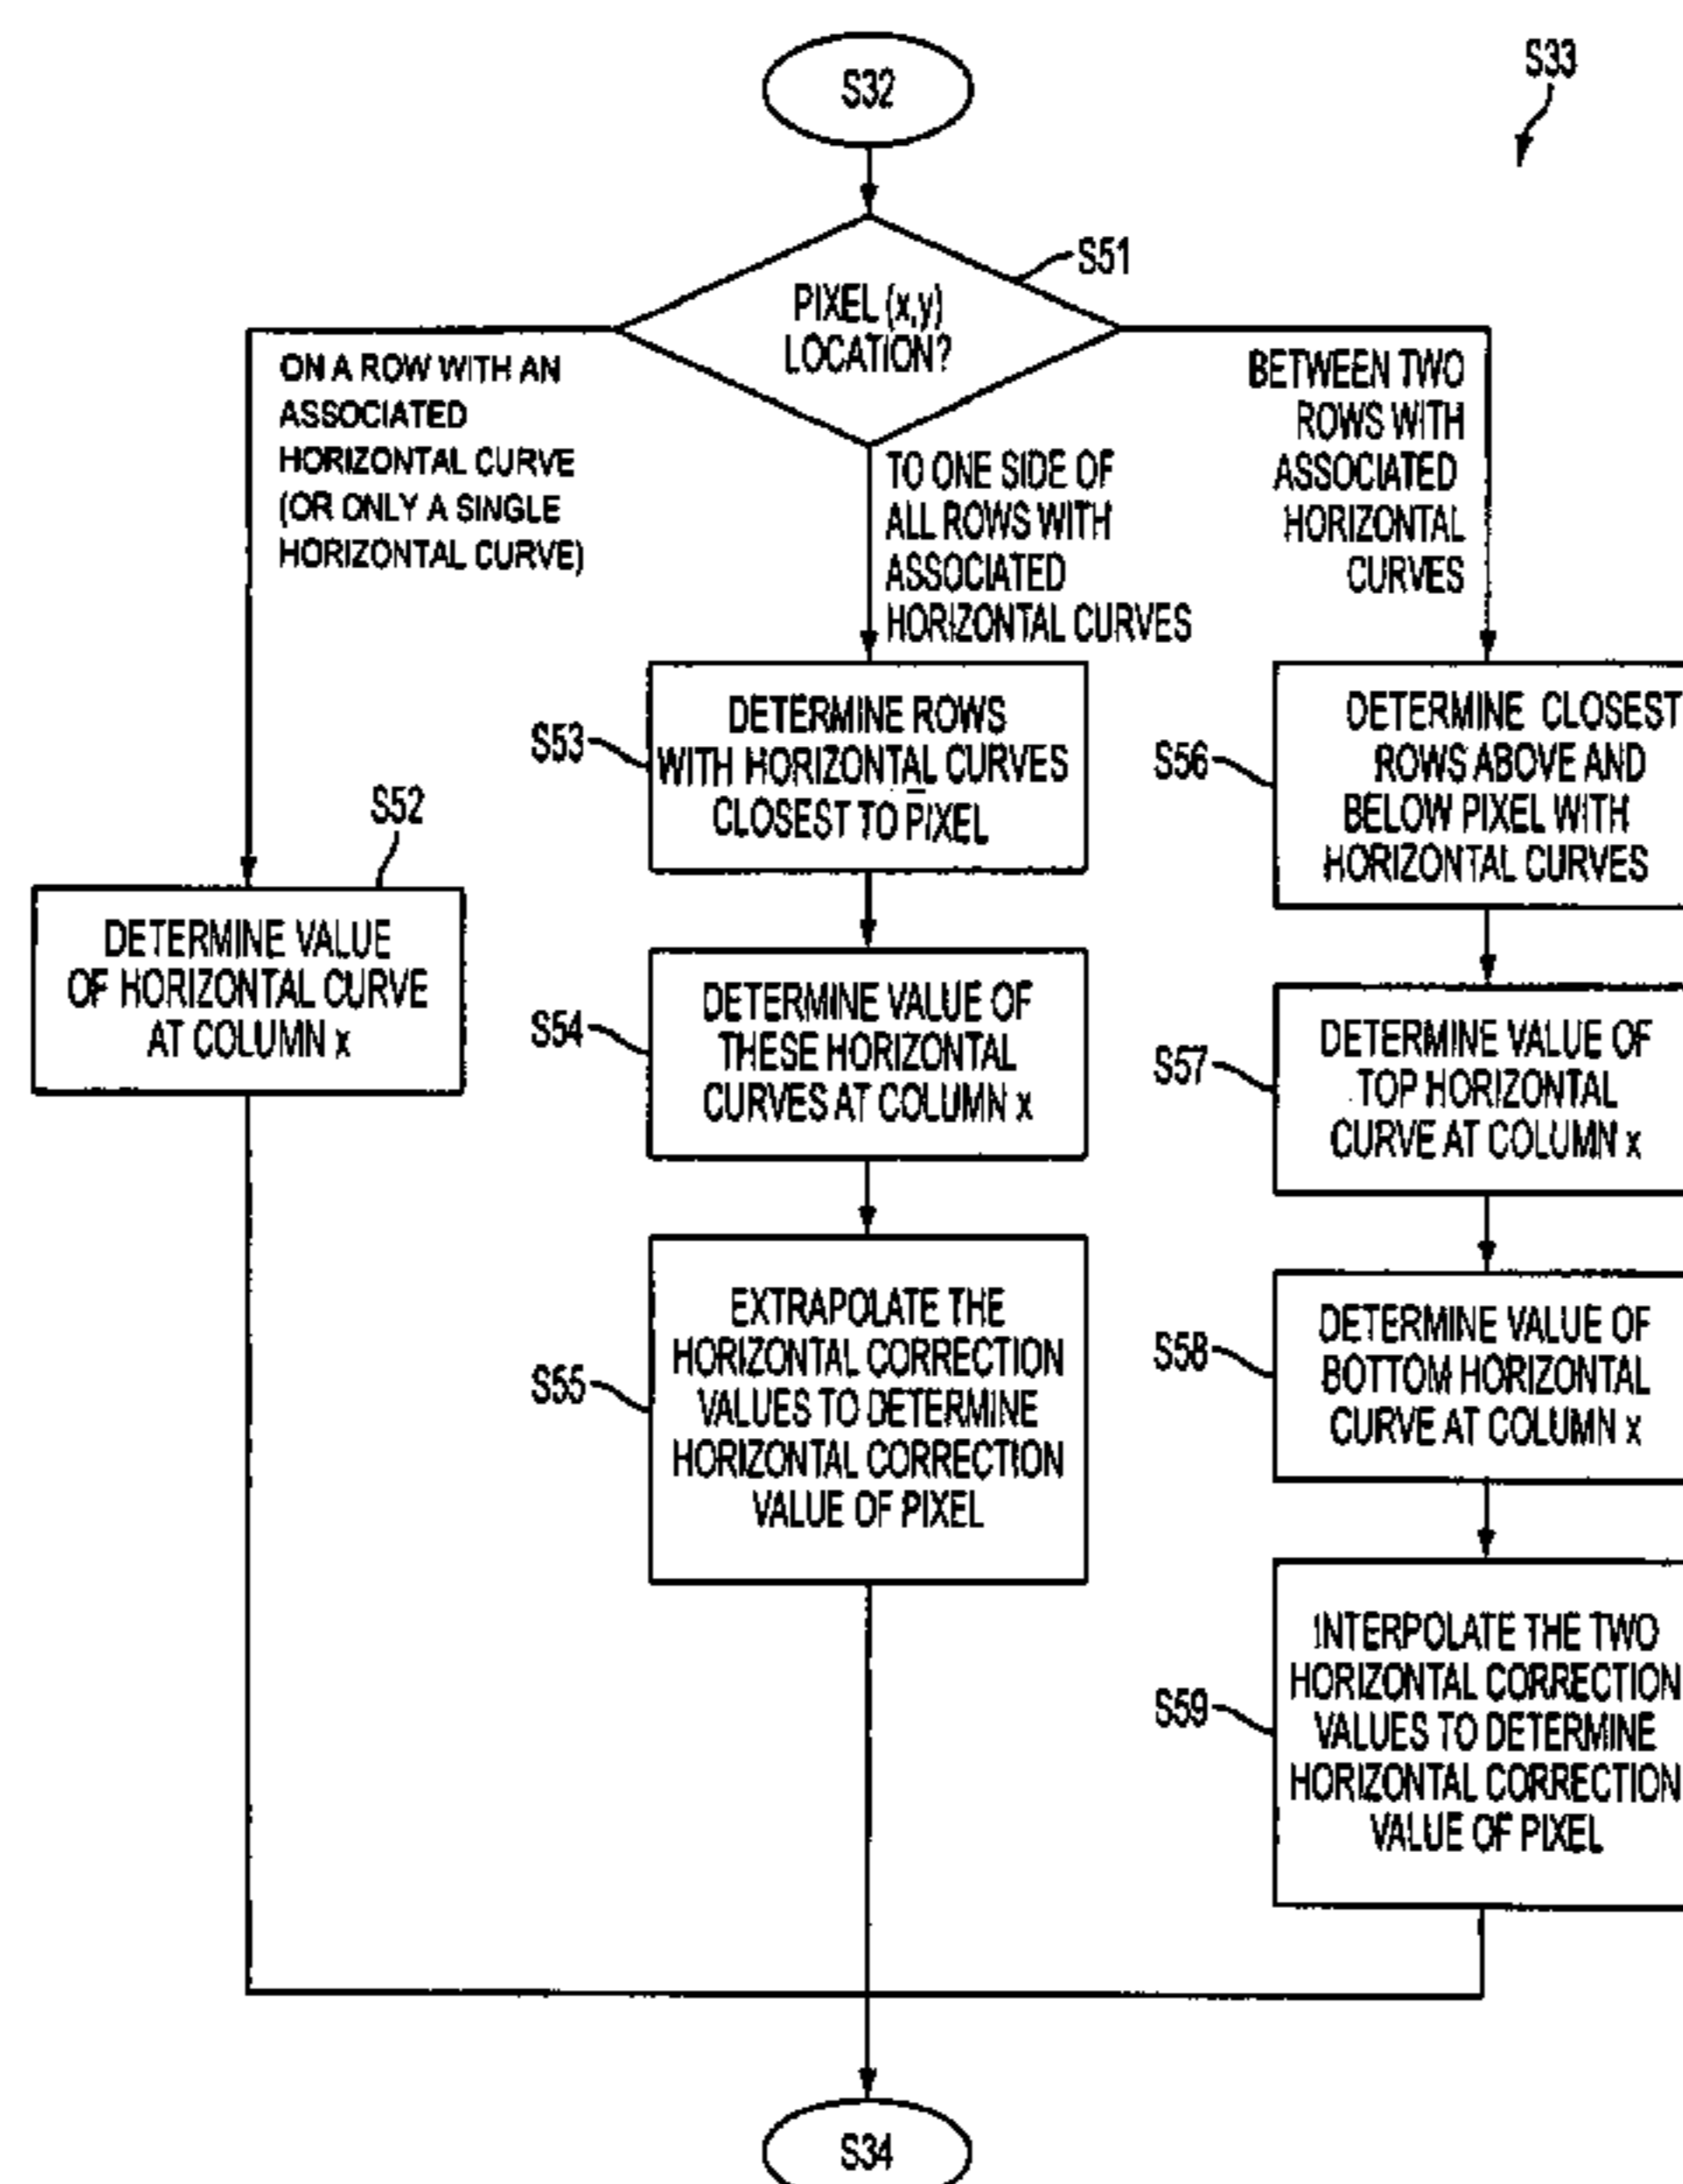 S32
S33
S51
PIXEL (x,y)
LOCATION?
ON A ROW WITH AN
ASSOCIATED
HORIZONTAL CURVE
(OR ONLY A SINGLE
HORIZONTAL CURVE)
TO ONE SIDE OF
ALL ROWS WITH
ASSOCIATED
HORIZONTAL CURVES
BETWEEN TWO
ROWS WITH
ASSOCIATED
HORIZONTAL
CURVES
S52
DETERMINE VALUE
OF HORIZONTAL CURVE
AT COLUMN x
S53
DETERMINE ROWS
WITH HORIZONTAL CURVES
CLOSEST TO PIXEL
S54
DETERMINE VALUE OF
THESE HORIZONTAL
CURVES AT COLUMN x
S55
EXTRAPOLATE THE
HORIZONTAL CORRECTION
VALUES TO DETERMINE
HORIZONTAL CORRECTION
VALUE OF PIXEL
S56
DETERMINE CLOSEST
ROWS ABOVE AND
BELOW PIXEL WITH
HORIZONTAL CURVES
S57
DETERMINE VALUE OF
TOP HORIZONTAL
CURVE AT COLUMN x
S58
DETERMINE VALUE OF
BOTTOM HORIZONTAL
CURVE AT COLUMN x
S59
INTERPOLATE THE TWO
HORIZONTAL CORRECTION
VALUES TO DETERMINE
HORIZONTAL CORRECTION
VALUE OF PIXEL
S34